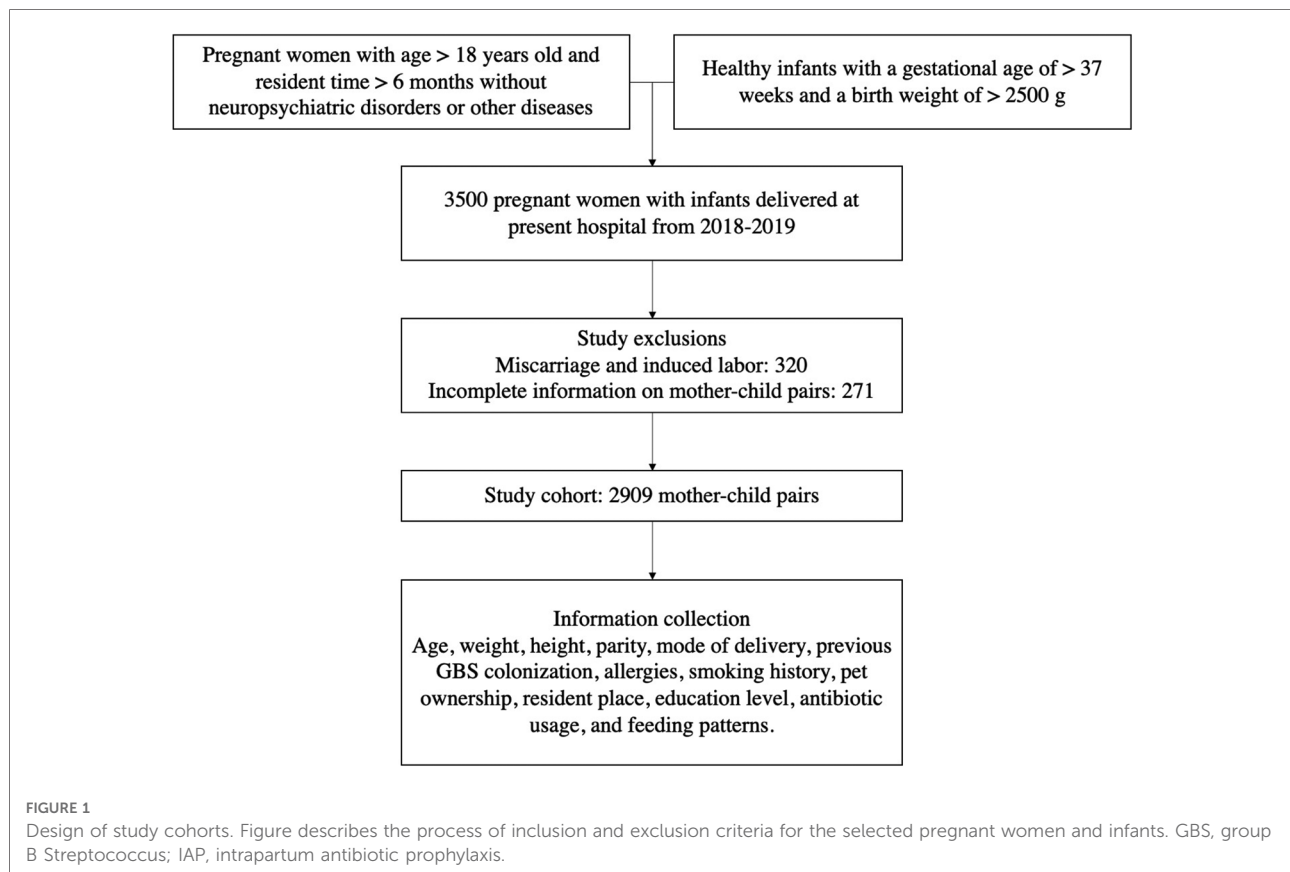 Pregnant women with age > 18 years old and
resident time > 6 months without
neuropsychiatric disorders or other diseases
Healthy infants with a gestational age of > 37
weeks and a birth weight of > 2500 g
3500 pregnant women with infants delivered at
present hospital from 2018-2019
Study exclusions
Miscarriage and induced labor: 320
Incomplete information on mother-child pairs: 271
Study cohort: 2909 mother-child pairs
Information collection
Age, weight, height, parity, mode of delivery, previous
GBS colonization, allergies, smoking history, pet
ownership, resident place, education level, antibiotic
usage, and feeding patterns.
FIGURE 1
Design of study cohorts. Figure describes the process of inclusion and exclusion criteria for the selected pregnant women and infants. GBS, group
B Streptococcus; IAP, intrapartum antibiotic prophylaxis.